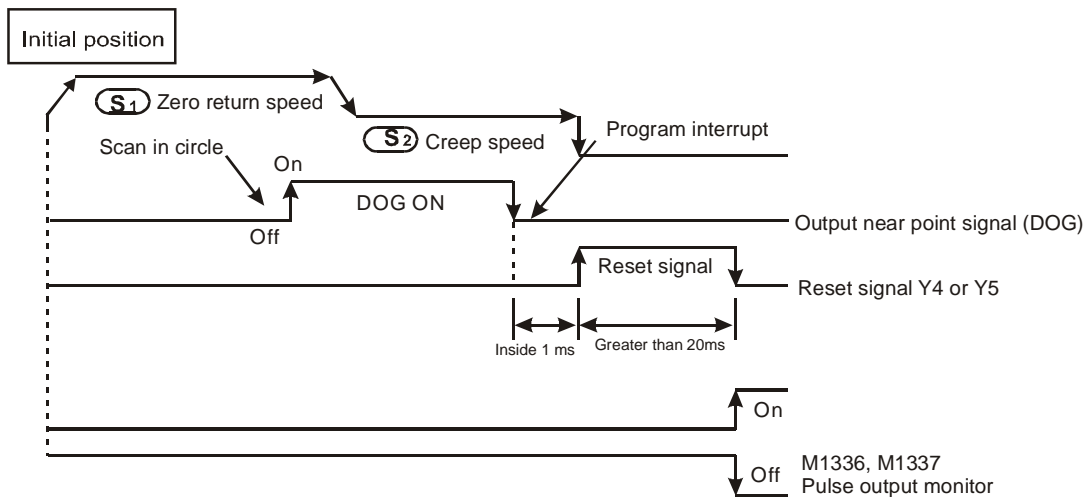 Initial position
S1 Zero return speed
S2 Creep speed
Program interrupt
Scan in circle
On
DOG ON
Off
Output near point signal (DOG)
Reset signal
Reset signal Y4 or Y5
Inside 1 ms
Greater than 20ms
On
Off
M1336, M1337
Pulse output monitor